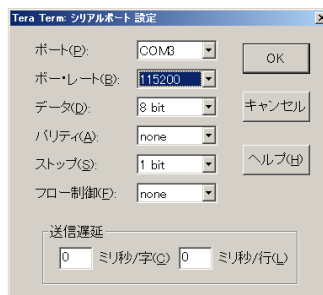 Tera Term: シリアルポート 設定
ポート(P): COM3
OK
ボー・レート(B): 115200
データ(D): 8 bit
キャンセル
パリティ(A): none
ストップ(S): 1 bit
ヘルプ(H)
フロー制御(F): none
送信遅延
0 ミリ秒/字(C) 0 ミリ秒/行(L)